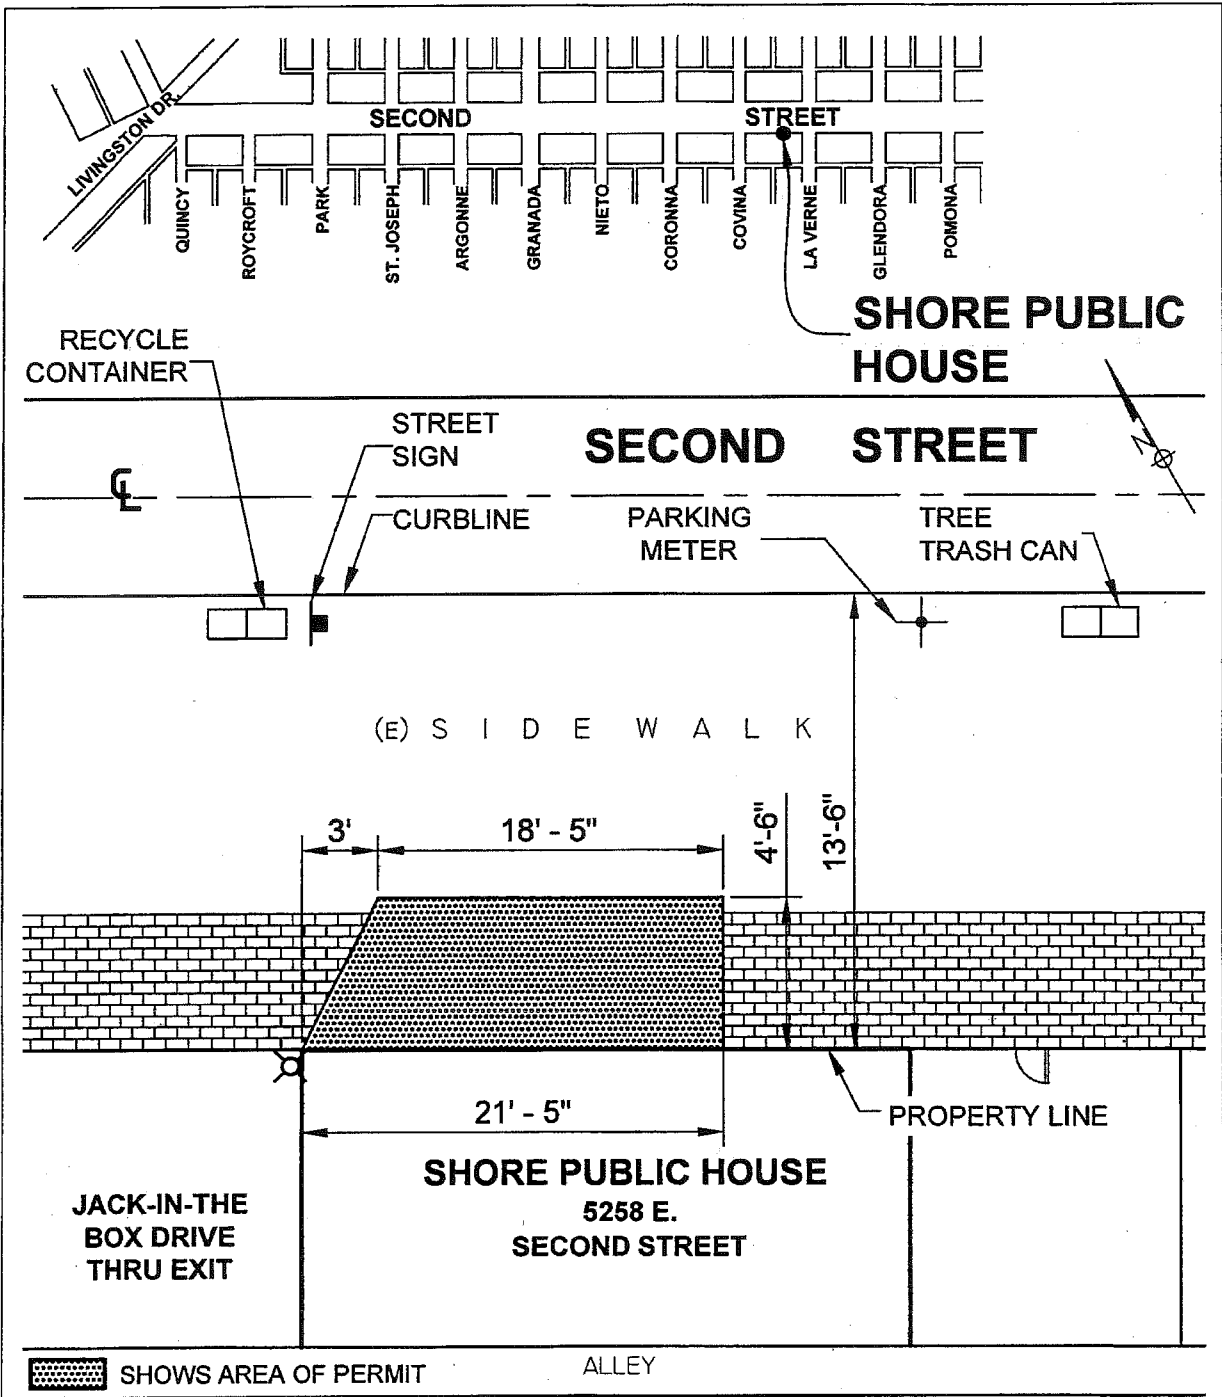 SECOND STREET
LIVINGSTON DR.
QUINCY
ROYCROFT
PARK
ST. JOSEPH
ARGONNE
GRANADA
NIETO
CORONNA
COVINA
LA VERNE
GLENDORA
POMONA
SHORE PUBLIC
HOUSE
RECYCLE
CONTAINER
STREET
SIGN
SECOND STREET
N
CL
CURBLINE
PARKING
METER
TREE
TRASH CAN
(E) SIDEWALK
3'
18' - 5"
4'-6"
13'-6"
21' - 5"
PROPERTY LINE
SHORE PUBLIC HOUSE
5258 E.
SECOND STREET
JACK-IN-THE
BOX DRIVE
THRU EXIT
SHOWS AREA OF PERMIT
ALLEY